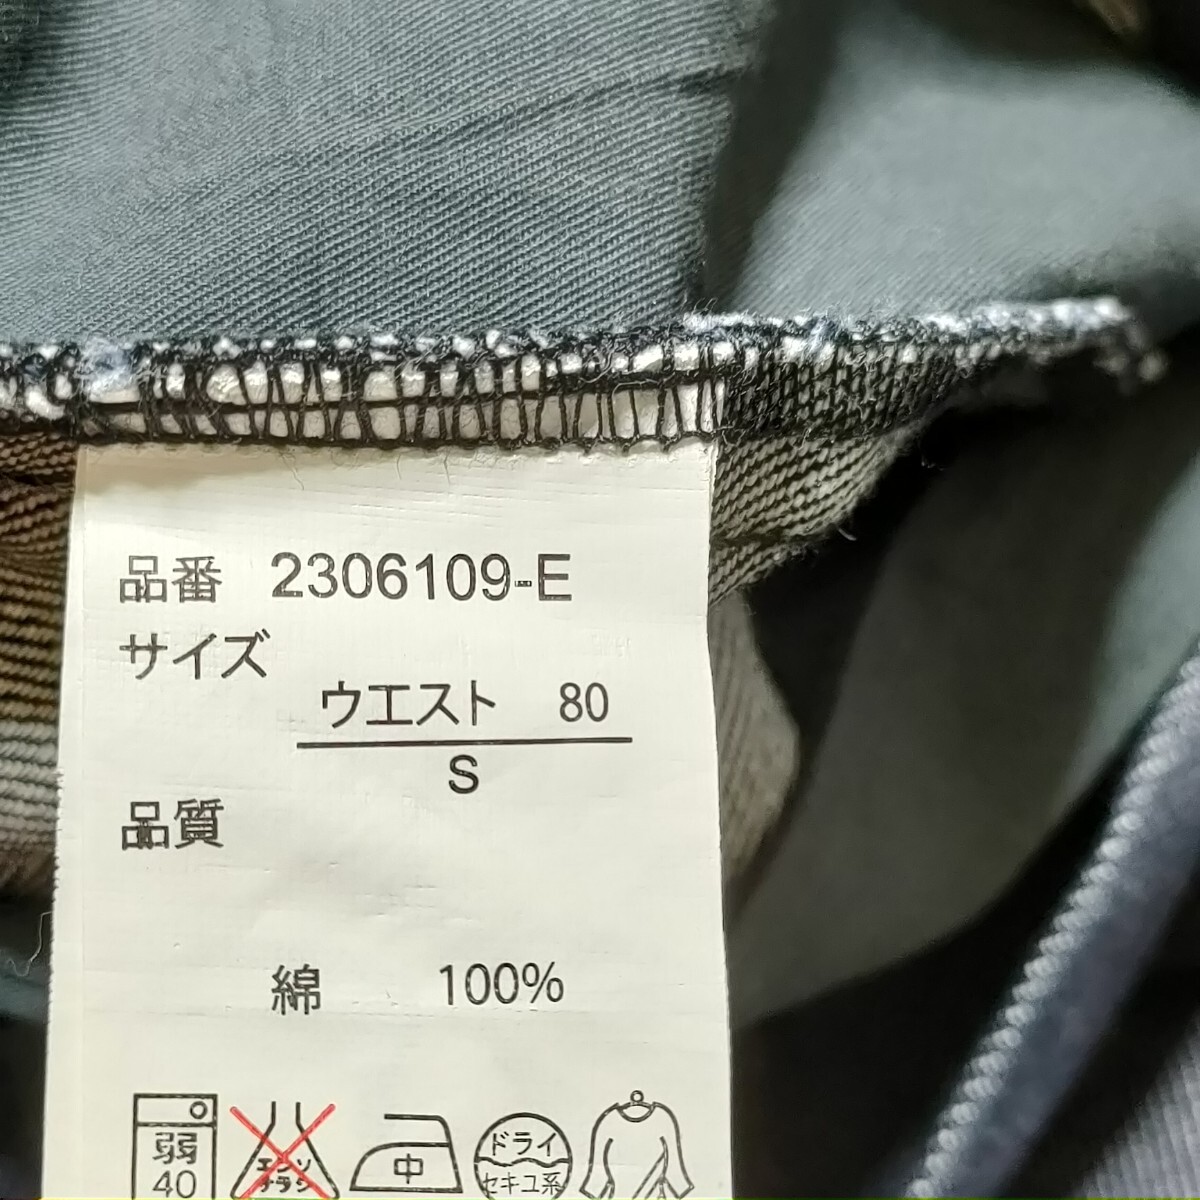 品番 2306109-E
サイズ
ウエスト 80
S
品質
綿 100%
弱 エンソ 中 ドライ
40 サラシ セキユ系